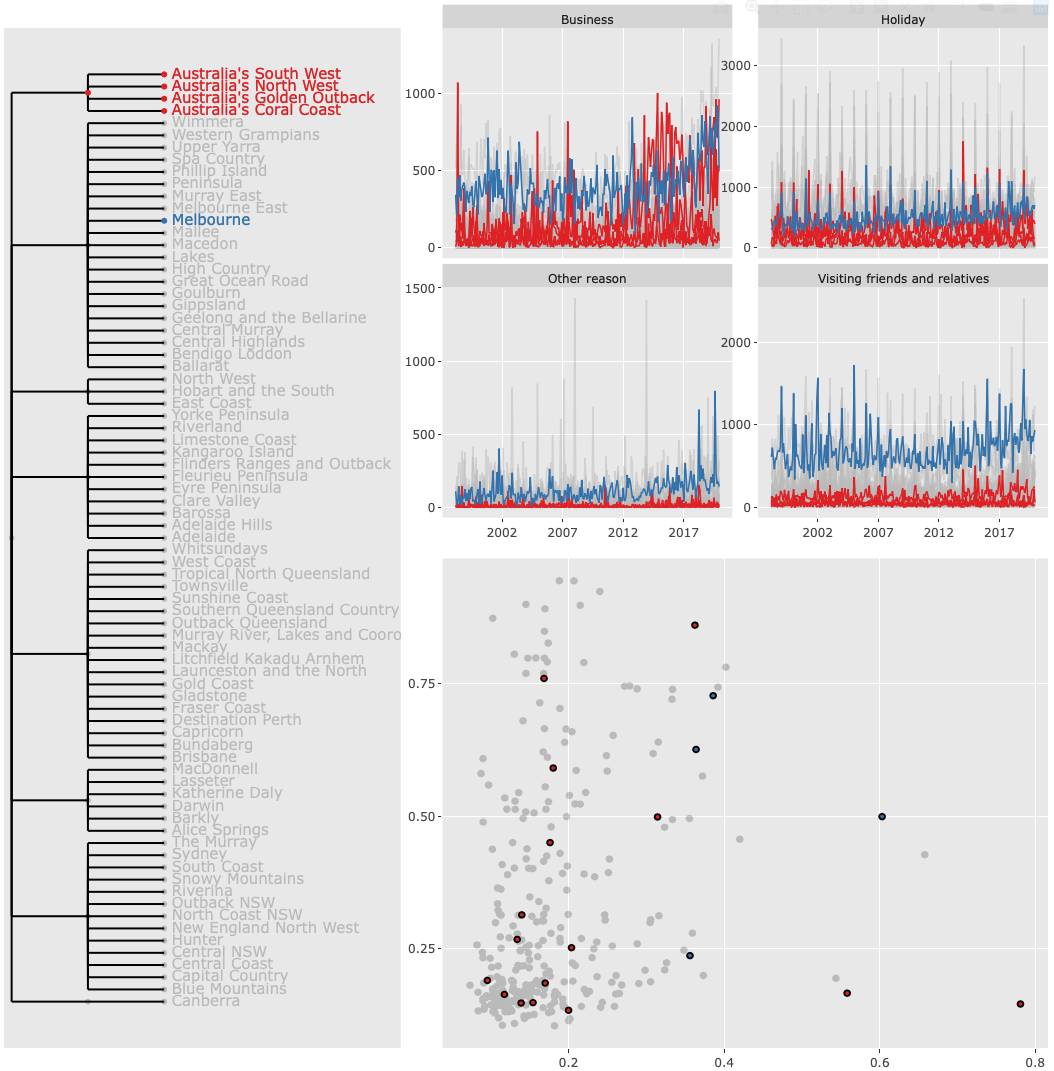 Australia's South West
Australia's North West
Australia's Golden Outback
Australia's Coral Coast
Wimmera
Western Grampians
Upper Yarra
Spa Country
Phillip Island
Peninsula
Murray East
Melbourne East
Melbourne
Mallee
Macedon
Lakes
High Country
Great Ocean Road
Goulburn
Gippsland
Geelong and the Bellarine
Central Murray
Central Highlands
Bendigo Loddon
Ballarat
North West
Hobart and the South
East Coast
Yorke Peninsula
Riverland
Limestone Coast
Kangaroo Island
Flinders Ranges and Outback
Fleurieu Peninsula
Eyre Peninsula
Clare Valley
Barossa
Adelaide Hills
Adelaide
Whitsundays
West Coast
Tropical North Queensland
Townsville
Sunshine Coast
Southern Queensland Country
Outback Queensland
Murray River, Lakes and Cooro
Mackay
Litchfield Kakadu Arnhem
Launceston and the North
Gold Coast
Gladstone
Fraser Coast
Destination Perth
Capricorn
Bundaberg
Brisbane
MacDonnell
Lasseter
Katherine Daly
Darwin
Barkly
Alice Springs
The Murray
Sydney
South Coast
Snowy Mountains
Riverina
Outback NSW
North Coast NSW
New England North West
Hunter
Central NSW
Central Coast
Capital Country
Blue Mountains
Canberra
Business
1000
500
0
Holiday
3000
2000
1000
0
Other reason
1500
1000
500
0
2002 2007 2012 2017
Visiting friends and relatives
2000
1000
0
2002 2007 2012 2017
0.75
0.50
0.25
0.2 0.4 0.6 0.8